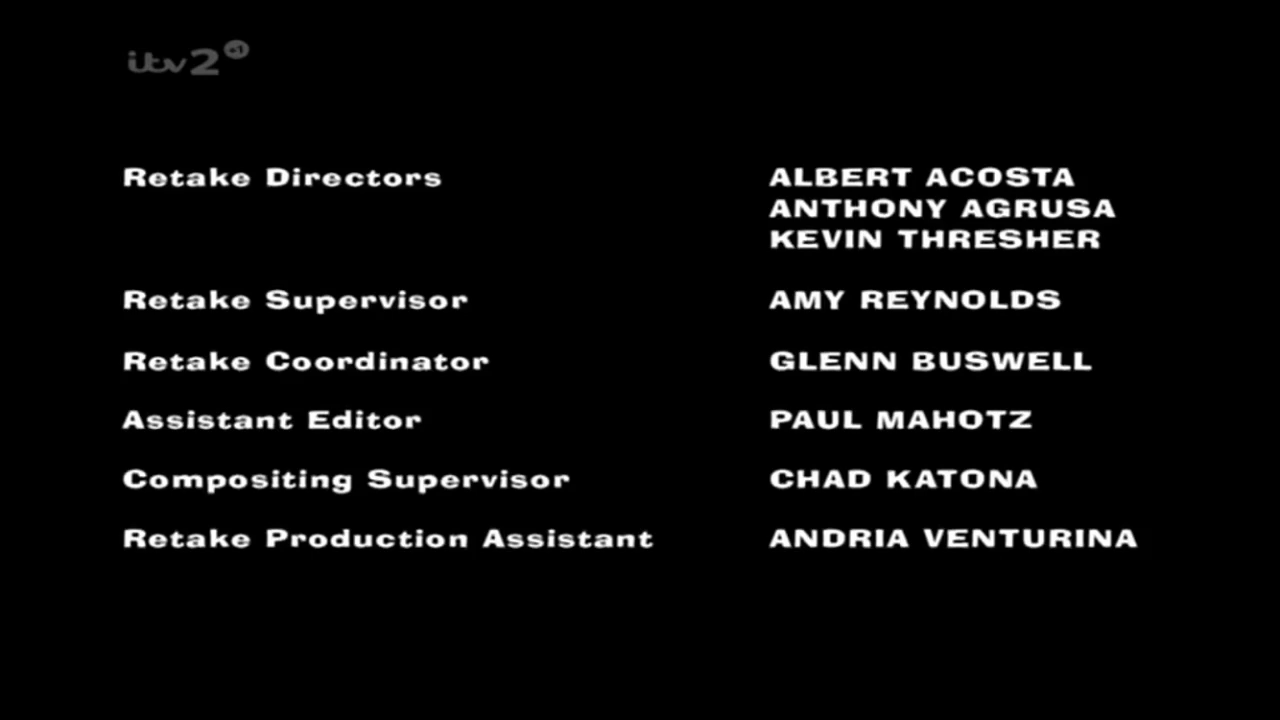 itv2 +1
Retake Directors ALBERT ACOSTA
ANTHONY AGRUSA
KEVIN THRESHER
Retake Supervisor AMY REYNOLDS
Retake Coordinator GLENN BUSWELL
Assistant Editor PAUL MAHOTZ
Compositing Supervisor CHAD KATONA
Retake Production Assistant ANDRIA VENTURINA